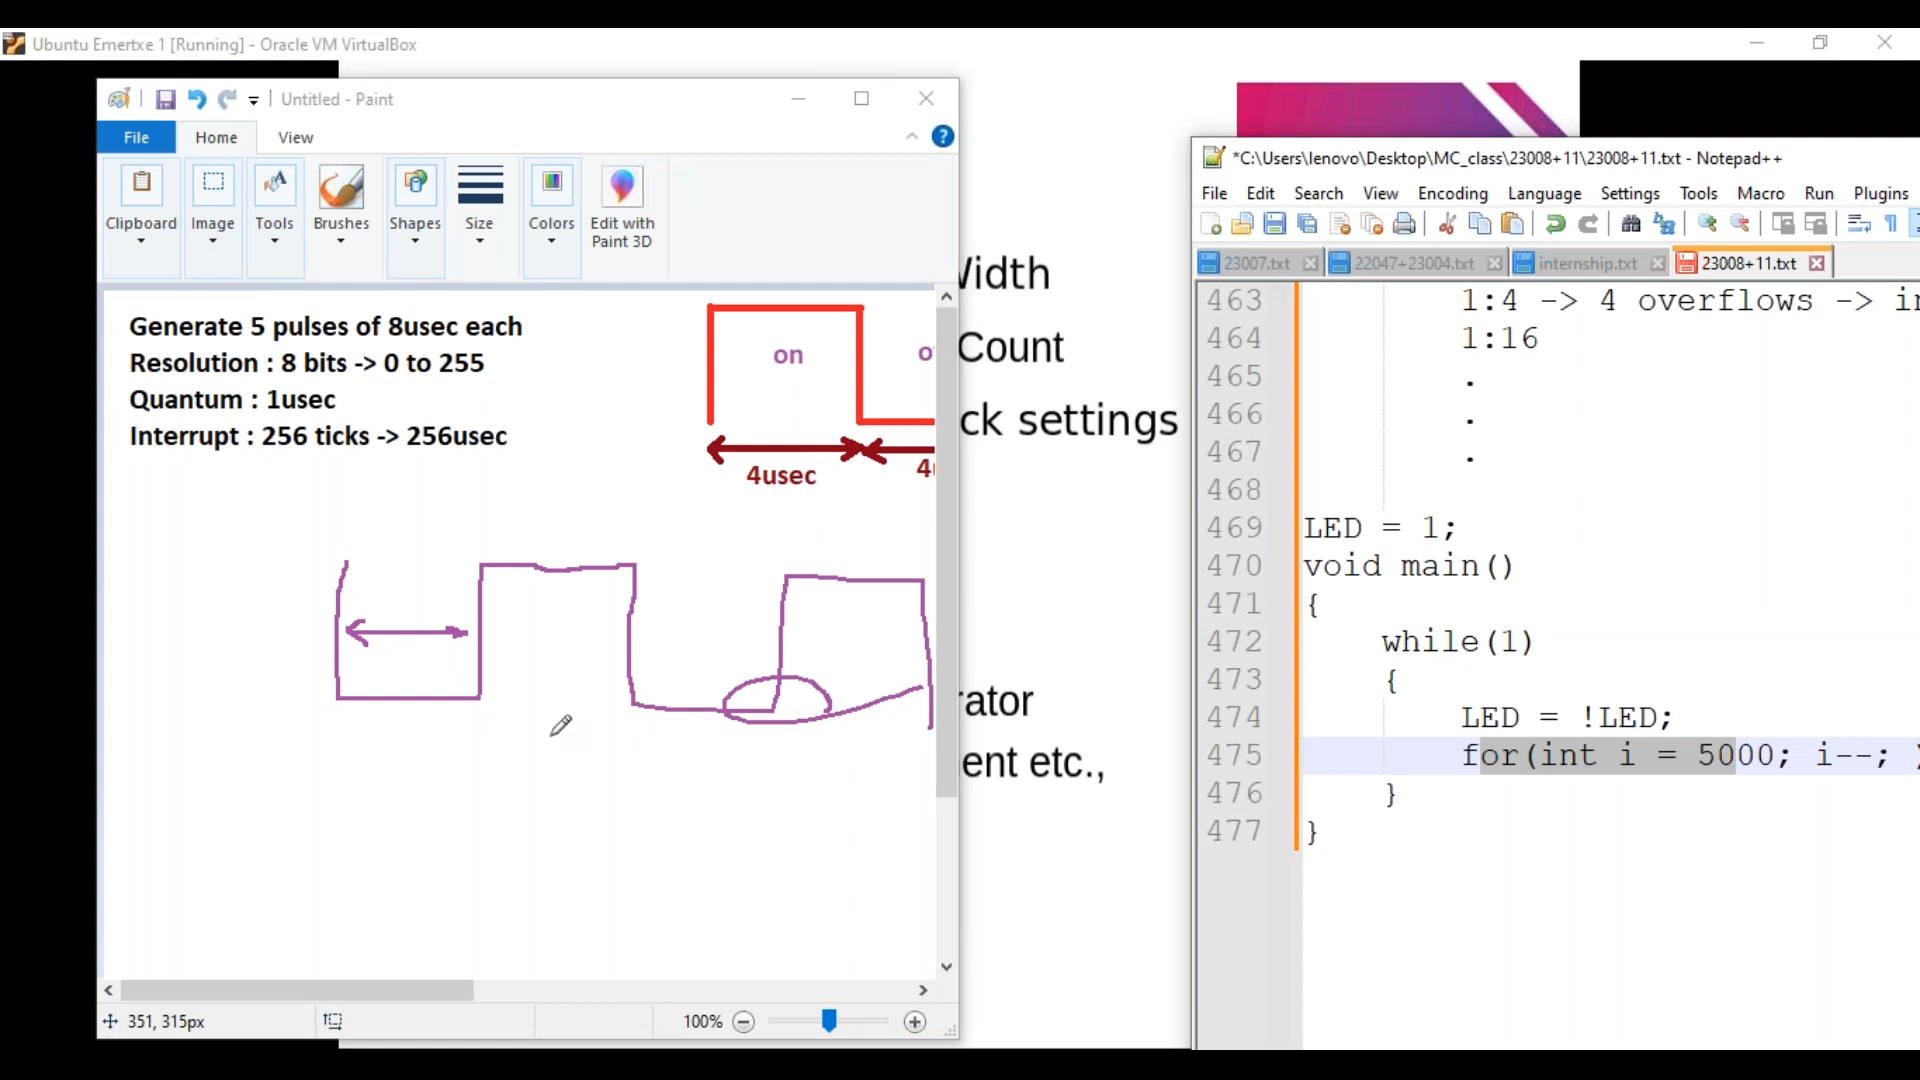 Ubuntu Emertxe 1 [Running] - Oracle VM VirtualBox
Untitled - Paint
File Home View
Clipboard Image Tools Brushes Shapes Size Colors Edit with Paint 3D
Generate 5 pulses of 8usec each
Resolution : 8 bits -> 0 to 255
Quantum : 1usec
Interrupt : 256 ticks -> 256usec
on
4usec
4
351, 315px
100%
Count
ck settings
ent etc.,
*C:\Users\lenovo\Desktop\MC_class\23008+11\23008+11.txt - Notepad++
File Edit Search View Encoding Language Settings Tools Macro Run Plugins
23007.txt 22047+23004.txt internship.txt 23008+11.txt
463 1:4 -> 4 overflows -> in
464 1:16
465 .
466 .
467 .
468
469 LED = 1;
470 void main()
471 {
472 while(1)
473 {
474 LED = !LED;
475 for(int i = 5000; i--; )
476 }
477 }